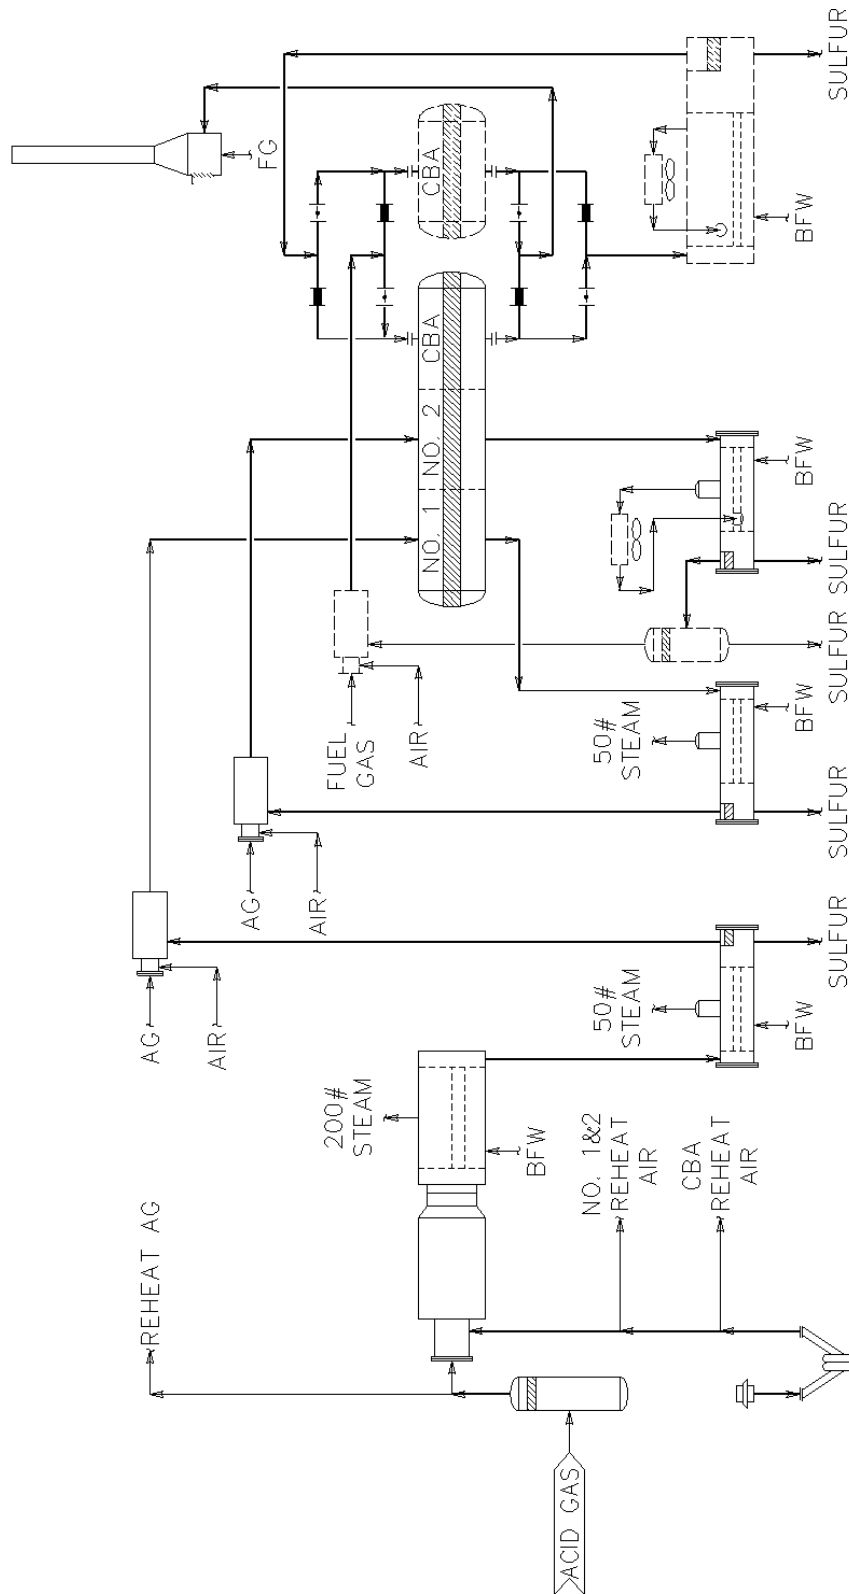 ACID GAS
REHEAT AG
200#
STEAM
BFW
NO. 1&2
REHEAT
AIR
CBA
REHEAT
AIR
AG
AIR
50#
STEAM
BFW
SULFUR
AG
AIR
50#
STEAM
BFW
SULFUR
FUEL
GAS
AIR
SULFUR
SULFUR
BFW
NO. 1
NO. 2
CBA
CBA
FG
BFW
SULFUR